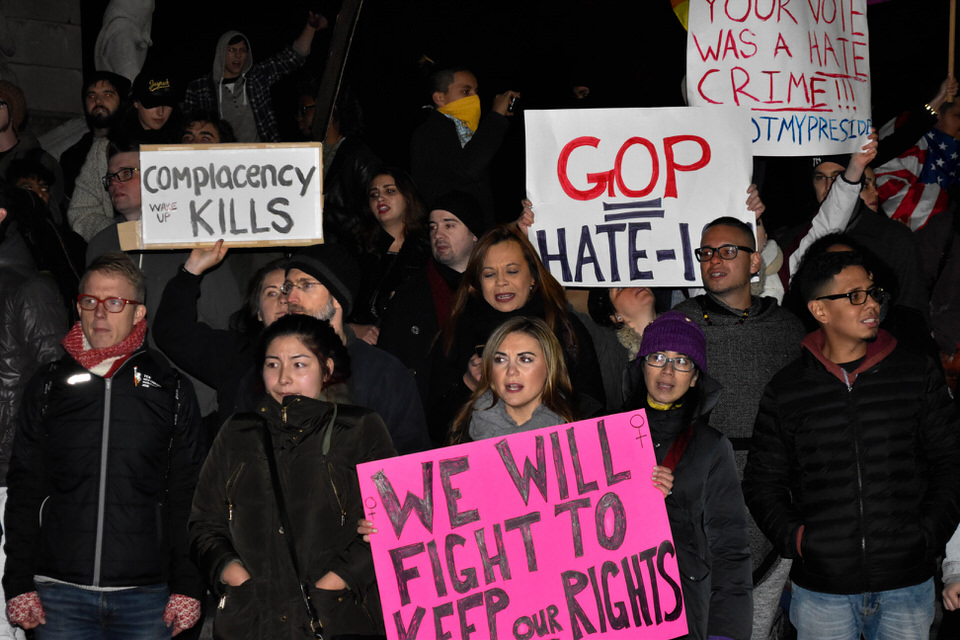 YOUR VOTE
WAS A HATE
CRIME!!!
COMPLACENCY
WAKE
UP
KILLS
GOP
=
HATE-
WE WILL
FIGHT TO
KEEP OUR RIGHTS